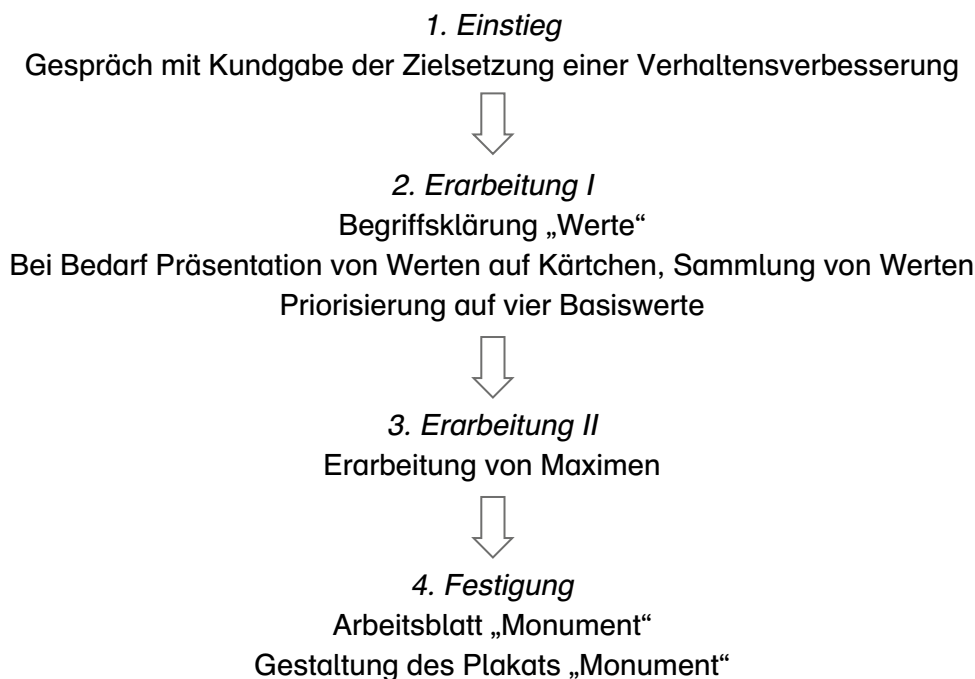 1. Einstieg
Gespräch mit Kundgabe der Zielsetzung einer Verhaltensverbesserung
2. Erarbeitung I
Begriffsklärung „Werte“
Bei Bedarf Präsentation von Werten auf Kärtchen, Sammlung von Werten
Priorisierung auf vier Basiswerte
3. Erarbeitung II
Erarbeitung von Maximen
4. Festigung
Arbeitsblatt „Monument“
Gestaltung des Plakats „Monument“